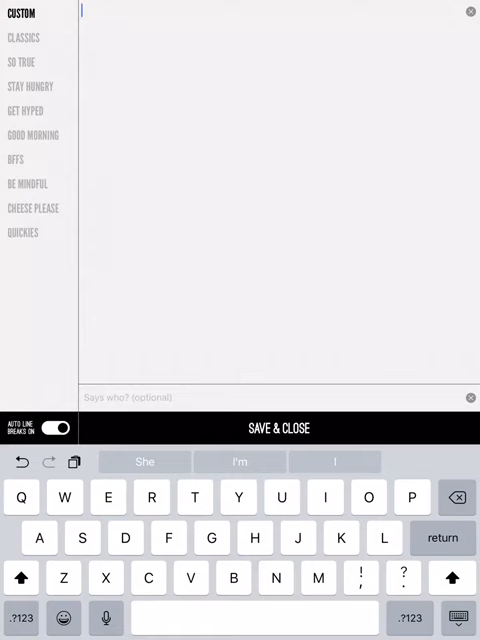 CUSTOM
CLASSICS
SO TRUE
STAY HUNGRY
GET HYPED
GOOD MORNING
BFFS
BE MINDFUL
CHEESE PLEASE
QUICKIES
Says who? (optional)
AUTO LINE
BREAKS ON
SAVE & CLOSE
She I'm I
Q W E R T Y U I O P
A S D F G H J K L return
Z X C V B N M ! , ? .
.?123 .?123